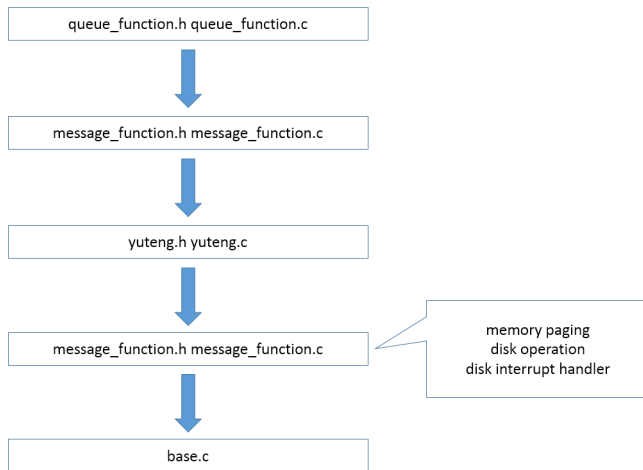 queue_function.h queue_function.c
message_function.h message_function.c
yuteng.h yuteng.c
message_function.h message_function.c
memory paging
disk operation
disk interrupt handler
base.c